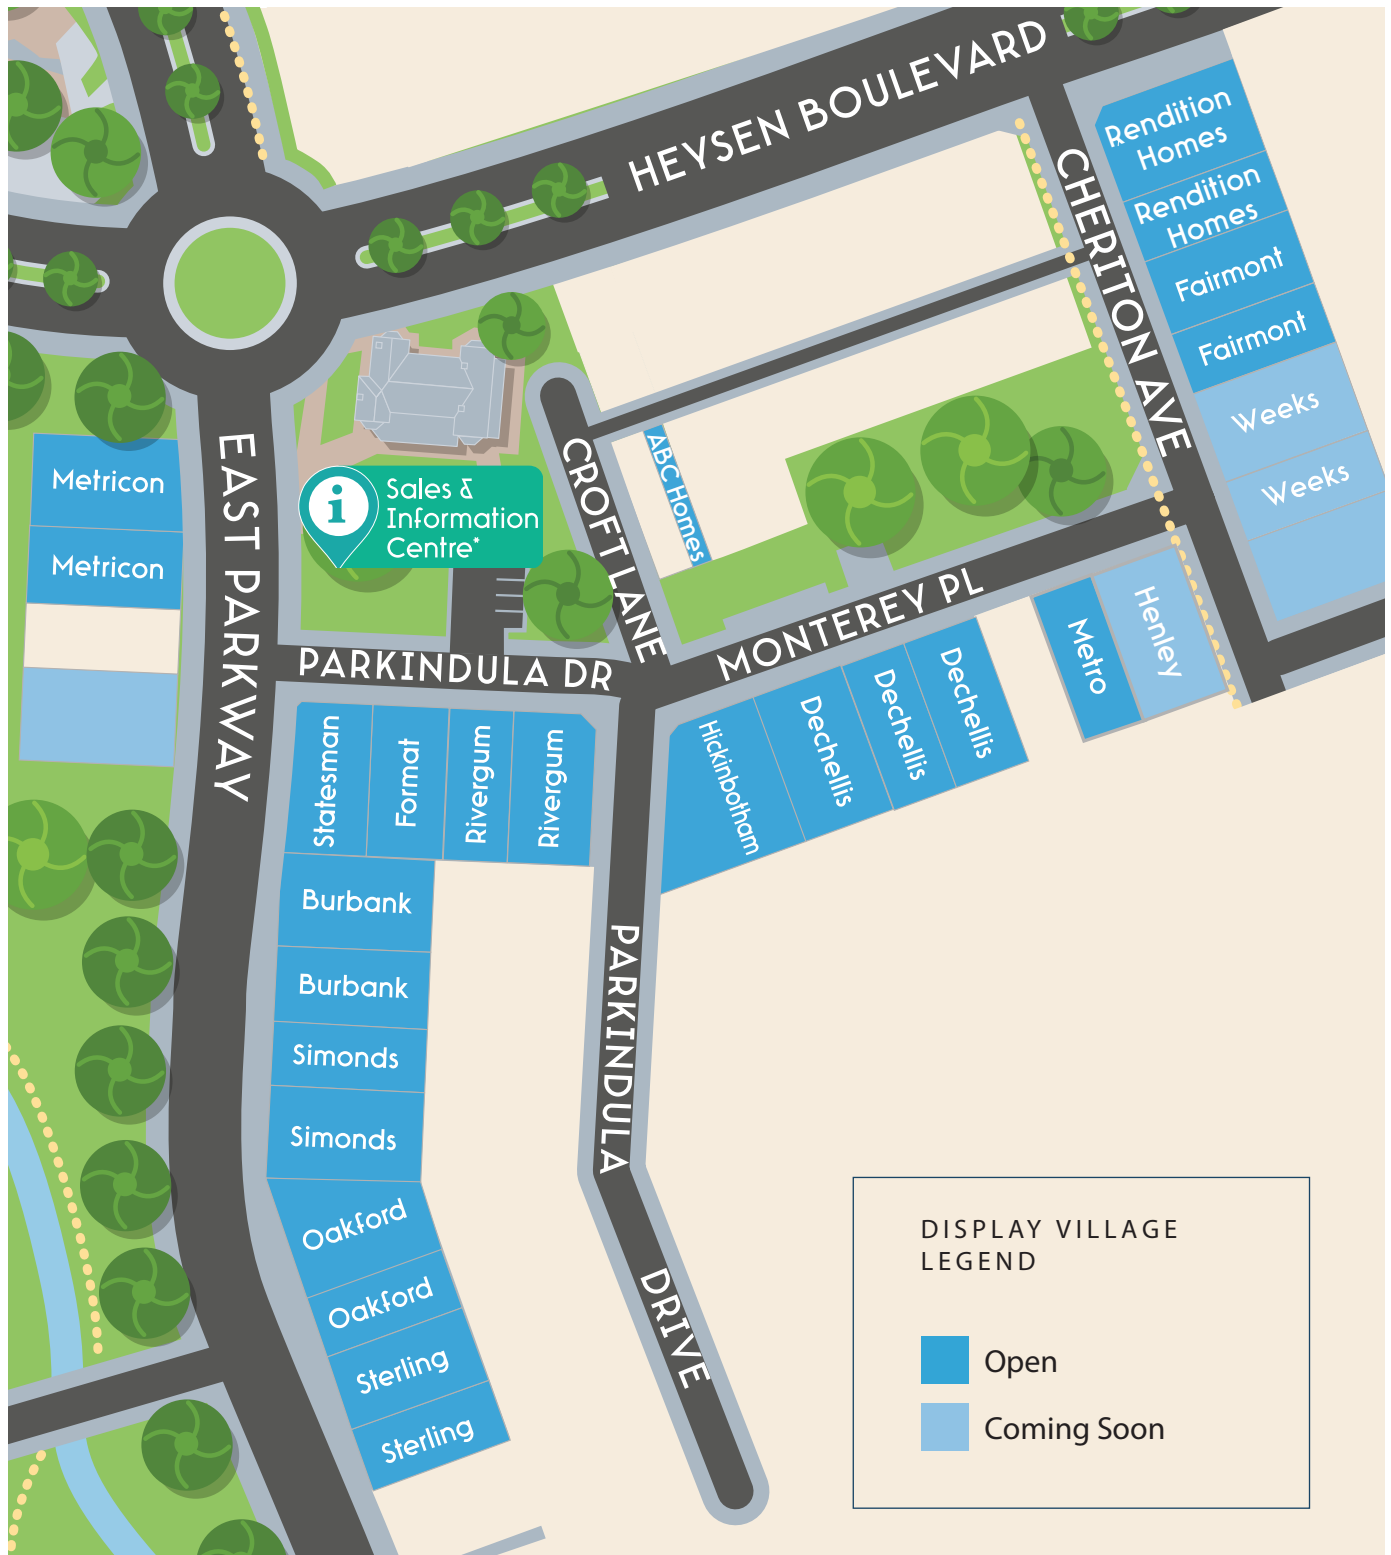 HEYSEN BOULEVARD
Rendition
Homes
Rendition
Homes
Fairmont
Fairmont
Weeks
Weeks
CHERITON AVE
EAST PARKWAY
Metricon
Metricon
Sales &
Information
Centre*
CROFT LANE
ABC Homes
MONTEREY PL
Metro
Henley
PARKINDULA DR
Statesman
Format
Rivergum
Rivergum
Hickinbotham
Dechellis
Dechellis
Dechellis
Burbank
Burbank
Simonds
Simonds
Oakford
Oakford
Sterling
Sterling
PARKINDULA
DRIVE
DISPLAY VILLAGE
LEGEND
Open
Coming Soon